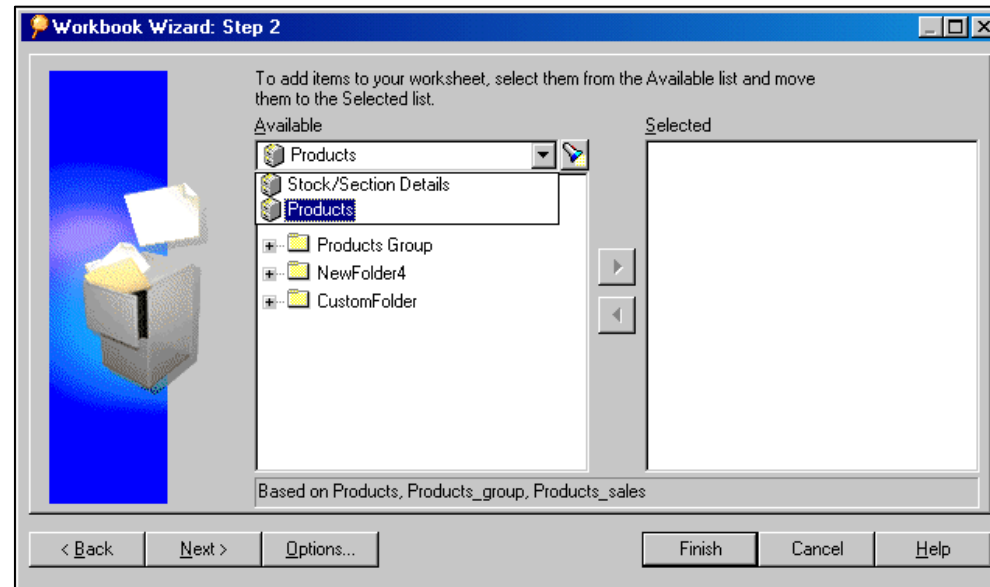 Workbook Wizard: Step 2
To add items to your worksheet, select them from the Available list and move
them to the Selected list.
Available
Selected
Products
Stock/Section Details
Products
Products Group
NewFolder4
CustomFolder
Based on Products, Products_group, Products_sales
< Back Next > Options... Finish Cancel Help